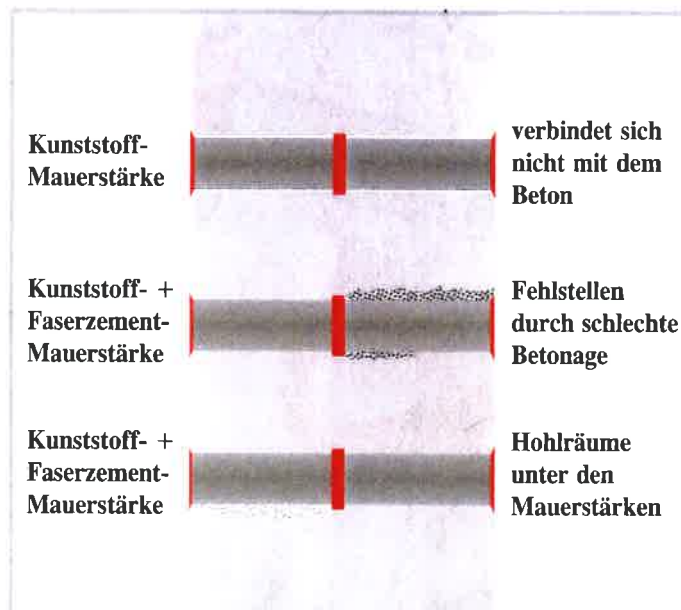 Kunststoff-
Mauerstärke
verbindet sich
nicht mit dem
Beton
Kunststoff- +
Faserzement-
Mauerstärke
Fehlstellen
durch schlechte
Betonage
Kunststoff- +
Faserzement-
Mauerstärke
Hohlräume
unter den
Mauerstärken